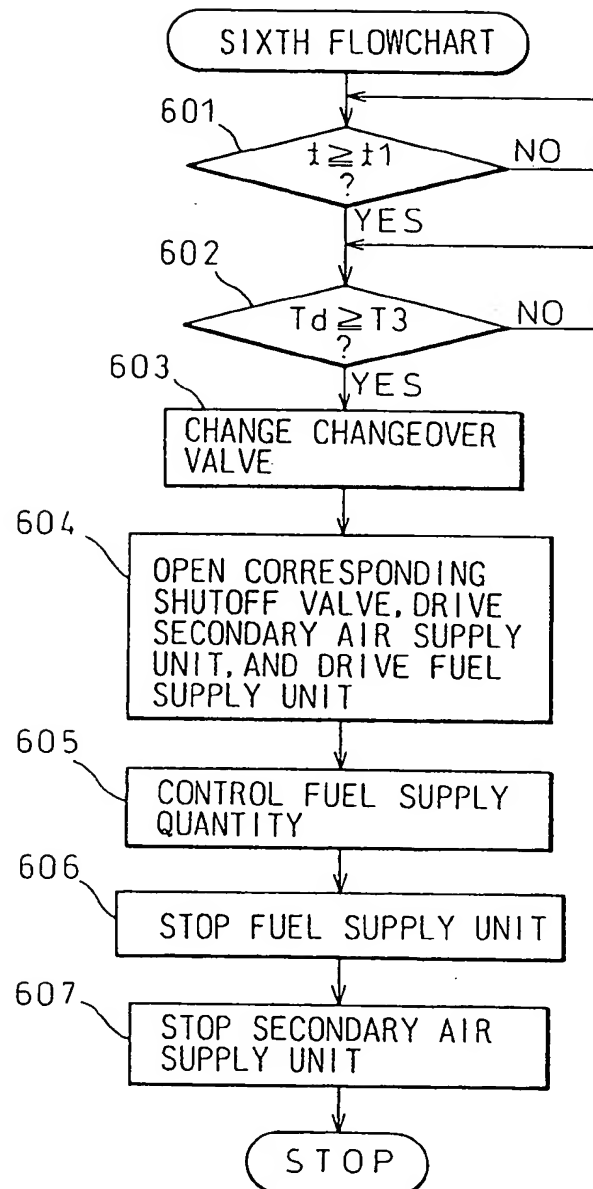 SIXTH FLOWCHART
601
t ≧ t1
?
NO
YES
602
Td ≧ T3
?
NO
YES
603
CHANGE CHANGEOVER
VALVE
604
OPEN CORRESPONDING
SHUTOFF VALVE, DRIVE
SECONDARY AIR SUPPLY
UNIT, AND DRIVE FUEL
SUPPLY UNIT
605
CONTROL FUEL SUPPLY
QUANTITY
606
STOP FUEL SUPPLY UNIT
607
STOP SECONDARY AIR
SUPPLY UNIT
STOP